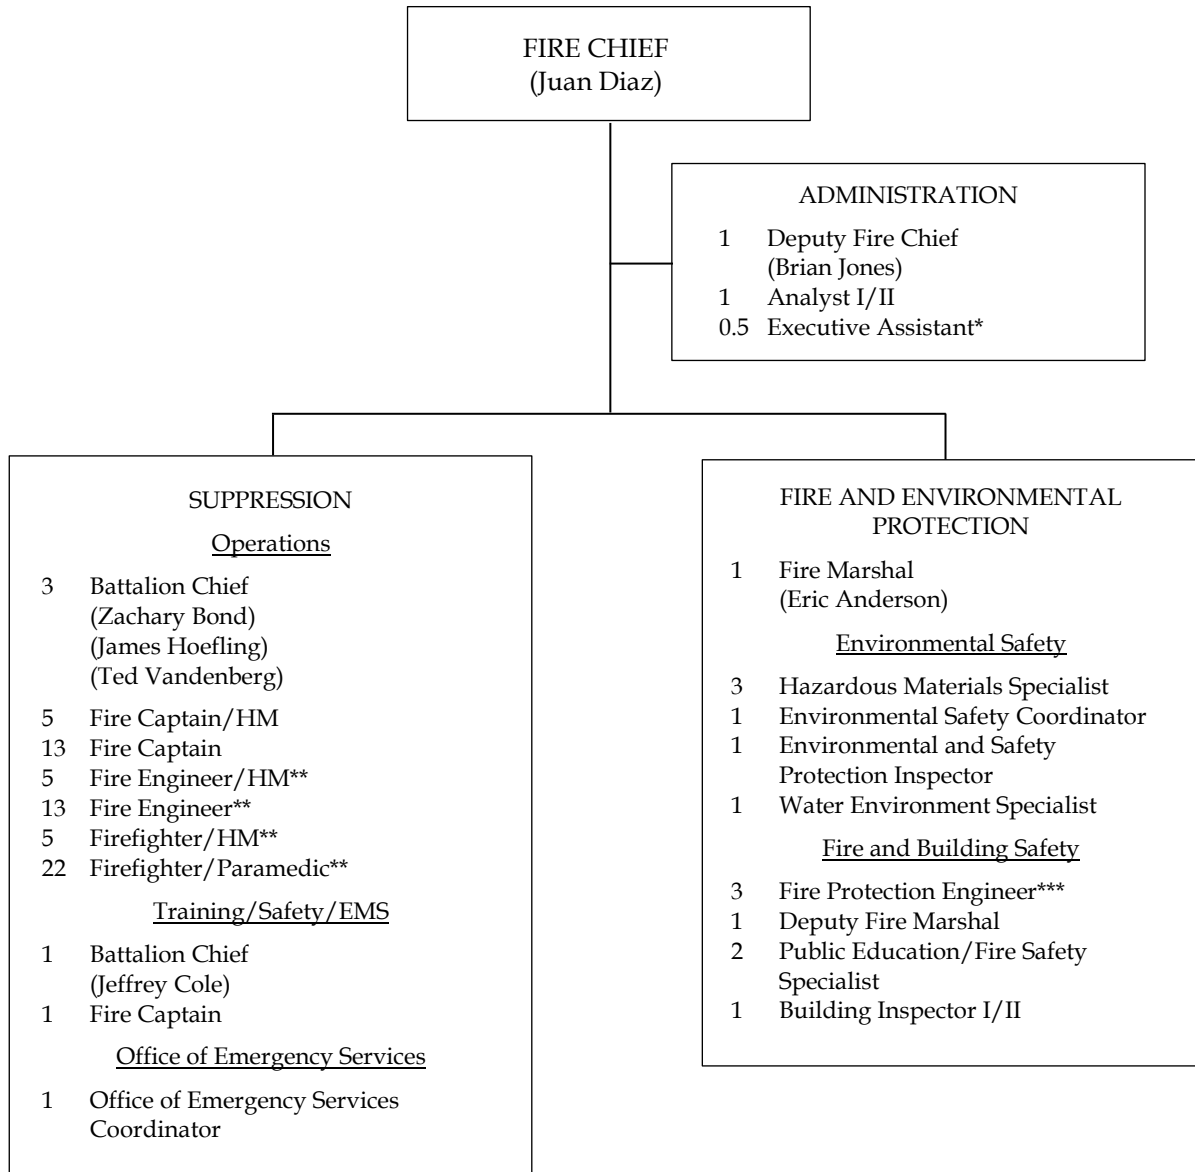 FIRE CHIEF
(Juan Diaz)
ADMINISTRATION
1 Deputy Fire Chief
(Brian Jones)
1 Analyst I/II
0.5 Executive Assistant*
SUPPRESSION
Operations
3 Battalion Chief
(Zachary Bond)
(James Hoefling)
(Ted Vandenberg)
5 Fire Captain/HM
13 Fire Captain
5 Fire Engineer/HM**
13 Fire Engineer**
5 Firefighter/HM**
22 Firefighter/Paramedic**
Training/Safety/EMS
1 Battalion Chief
(Jeffrey Cole)
1 Fire Captain
Office of Emergency Services
1 Office of Emergency Services
Coordinator
FIRE AND ENVIRONMENTAL
PROTECTION
1 Fire Marshal
(Eric Anderson)
Environmental Safety
3 Hazardous Materials Specialist
1 Environmental Safety Coordinator
1 Environmental and Safety
Protection Inspector
1 Water Environment Specialist
Fire and Building Safety
3 Fire Protection Engineer***
1 Deputy Fire Marshal
2 Public Education/Fire Safety
Specialist
1 Building Inspector I/II